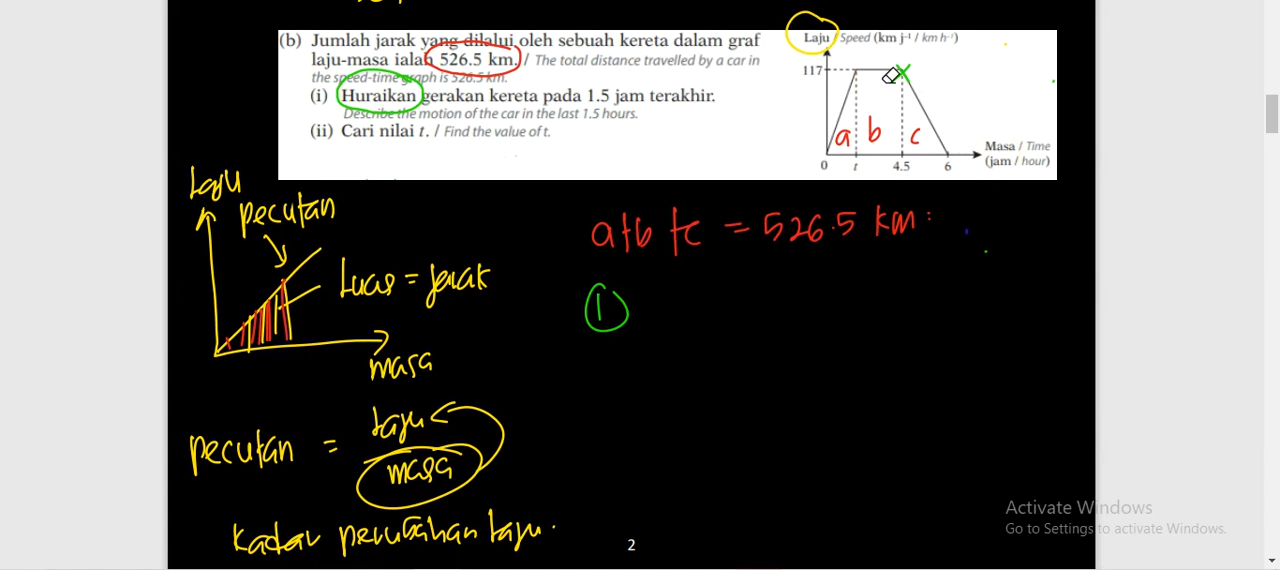 (b) Jumlah jarak yang dilalui oleh sebuah kereta dalam graf
laju-masa ialah 526.5 km. / The total distance travelled by a car in
the speed-time graph is 526.5 km.
(i) Huraikan gerakan kereta pada 1.5 jam terakhir.
Describe the motion of the car in the last 1.5 hours.
(ii) Cari nilai t. / Find the value of t.
Laju / Speed (km j⁻¹ / km h⁻¹)
117
a b c
Masa / Time
(jam / hour)
0 t 4.5 6
Laju
pecutan
Luas = jarak
masa
a+b+c = 526.5 km
1
pecutan = laju
masa
kadar perubahan laju.
2
Activate Windows
Go to Settings to activate Windows.